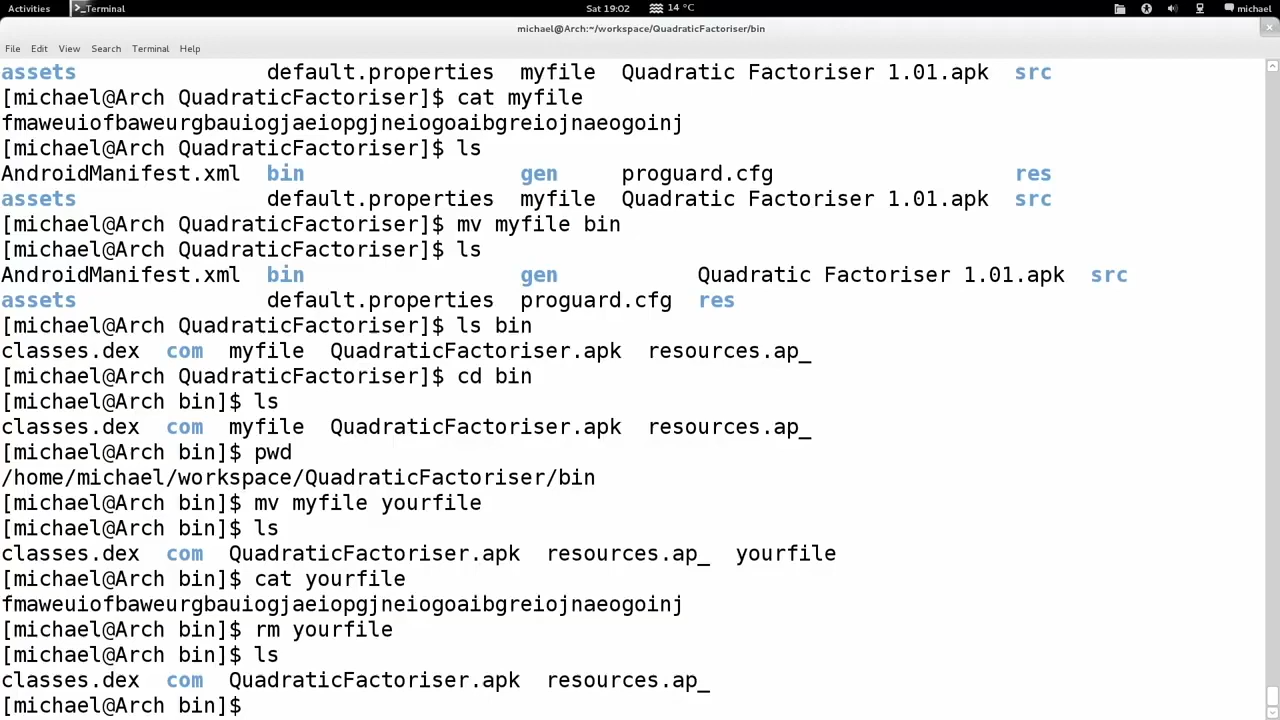 Activities Terminal Sat 19:02 14 °C michael
michael@Arch:~/workspace/QuadraticFactoriser/bin
File Edit View Search Terminal Help
assets default.properties myfile Quadratic Factoriser 1.01.apk src
[michael@Arch QuadraticFactoriser]$ cat myfile
fmaweuiofbaweurgbauiogjaeiopgjneiogoaibgreiojnaeogoinj
[michael@Arch QuadraticFactoriser]$ ls
AndroidManifest.xml bin gen proguard.cfg res
assets default.properties myfile Quadratic Factoriser 1.01.apk src
[michael@Arch QuadraticFactoriser]$ mv myfile bin
[michael@Arch QuadraticFactoriser]$ ls
AndroidManifest.xml bin gen Quadratic Factoriser 1.01.apk src
assets default.properties proguard.cfg res
[michael@Arch QuadraticFactoriser]$ ls bin
classes.dex com myfile QuadraticFactoriser.apk resources.ap_
[michael@Arch QuadraticFactoriser]$ cd bin
[michael@Arch bin]$ ls
classes.dex com myfile QuadraticFactoriser.apk resources.ap_
[michael@Arch bin]$ pwd
/home/michael/workspace/QuadraticFactoriser/bin
[michael@Arch bin]$ mv myfile yourfile
[michael@Arch bin]$ ls
classes.dex com QuadraticFactoriser.apk resources.ap_ yourfile
[michael@Arch bin]$ cat yourfile
fmaweuiofbaweurgbauiogjaeiopgjneiogoaibgreiojnaeogoinj
[michael@Arch bin]$ rm yourfile
[michael@Arch bin]$ ls
classes.dex com QuadraticFactoriser.apk resources.ap_
[michael@Arch bin]$